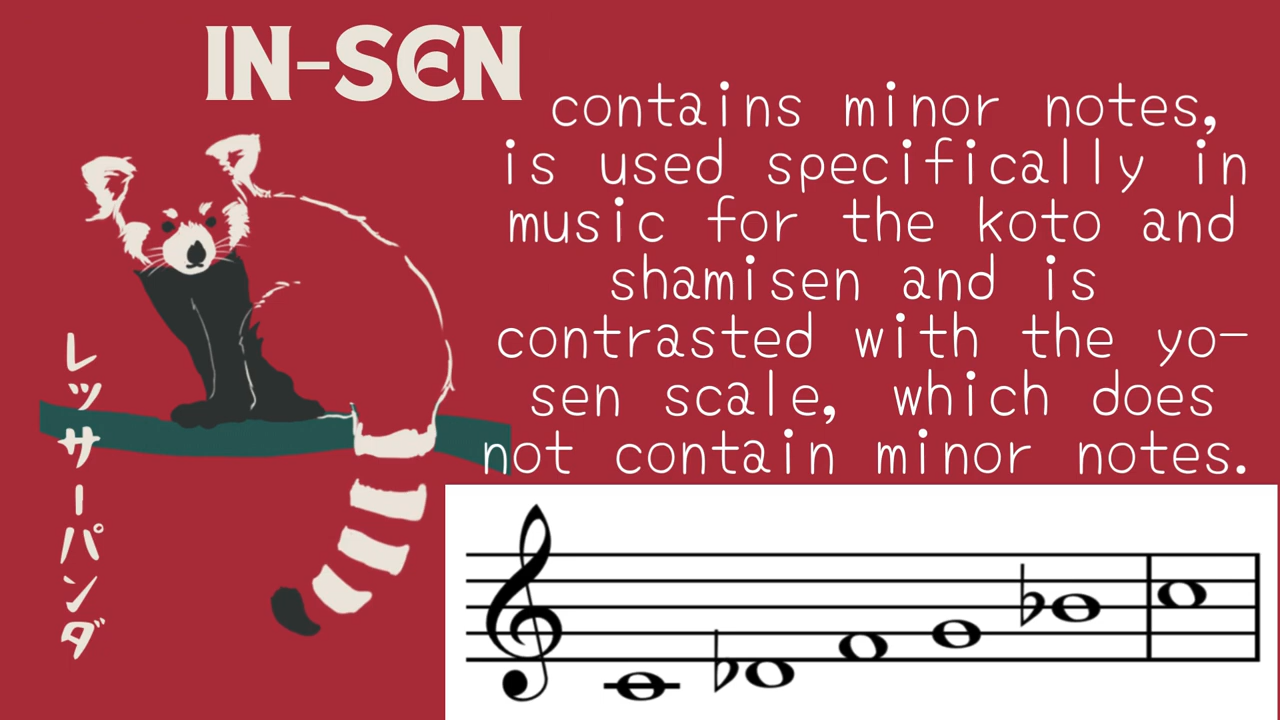 IN-SEN
contains minor notes,
is used specifically in
music for the koto and
shamisen and is
contrasted with the yo-
sen scale, which does
not contain minor notes.
レッサーパンダ